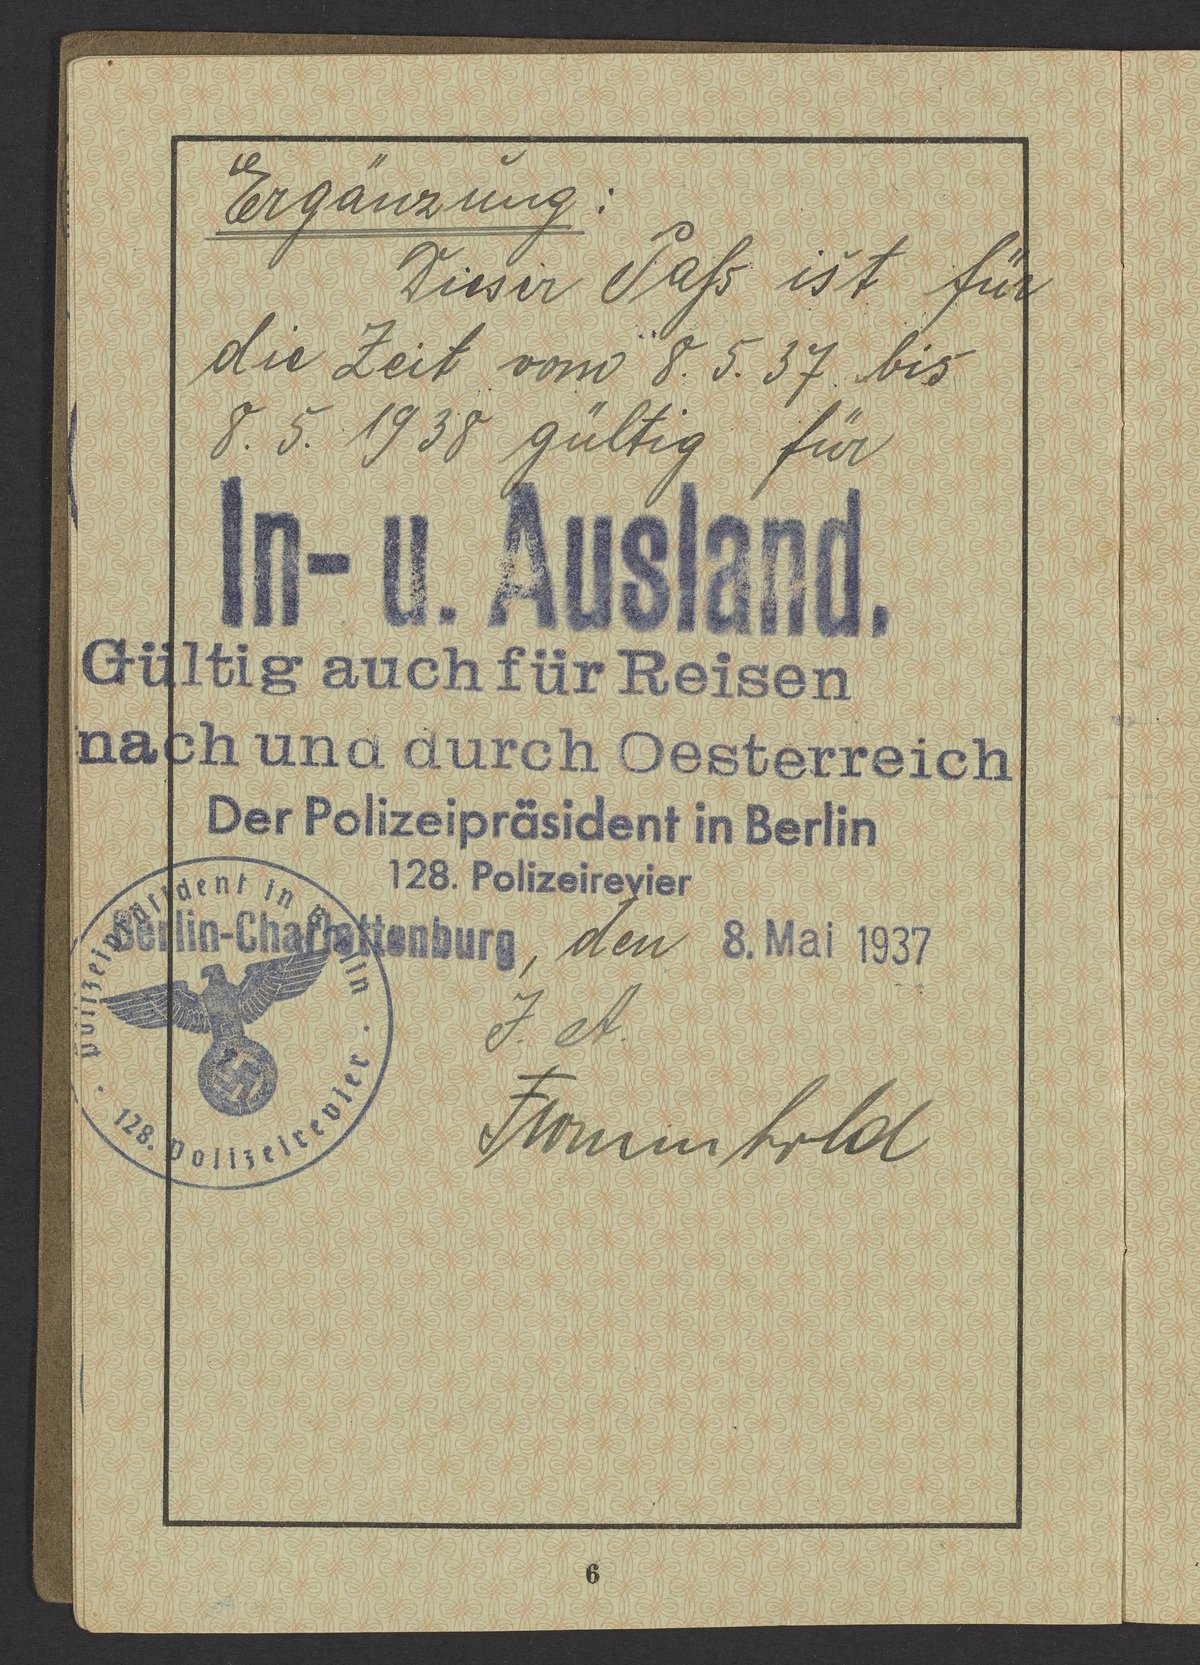 Ergänzung:
Dieser Paß ist für
die Zeit vom 8. 5. 37 bis
8. 5. 1938 gültig für
In- u. Ausland.
Gültig auch für Reisen
nach und durch Oesterreich
Der Polizeipräsident in Berlin
128. Polizeirevier
Berlin-Charlottenburg, den 8. Mai 1937
J. A.
Polizeipräsident in Berlin
128. Polizeirevier
6